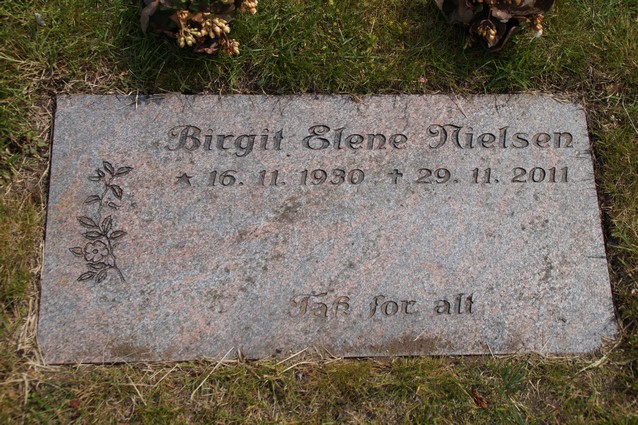 Birgit Elene Nielsen
★ 16. 11. 1930 ✝ 29. 11. 2011
Tak for alt